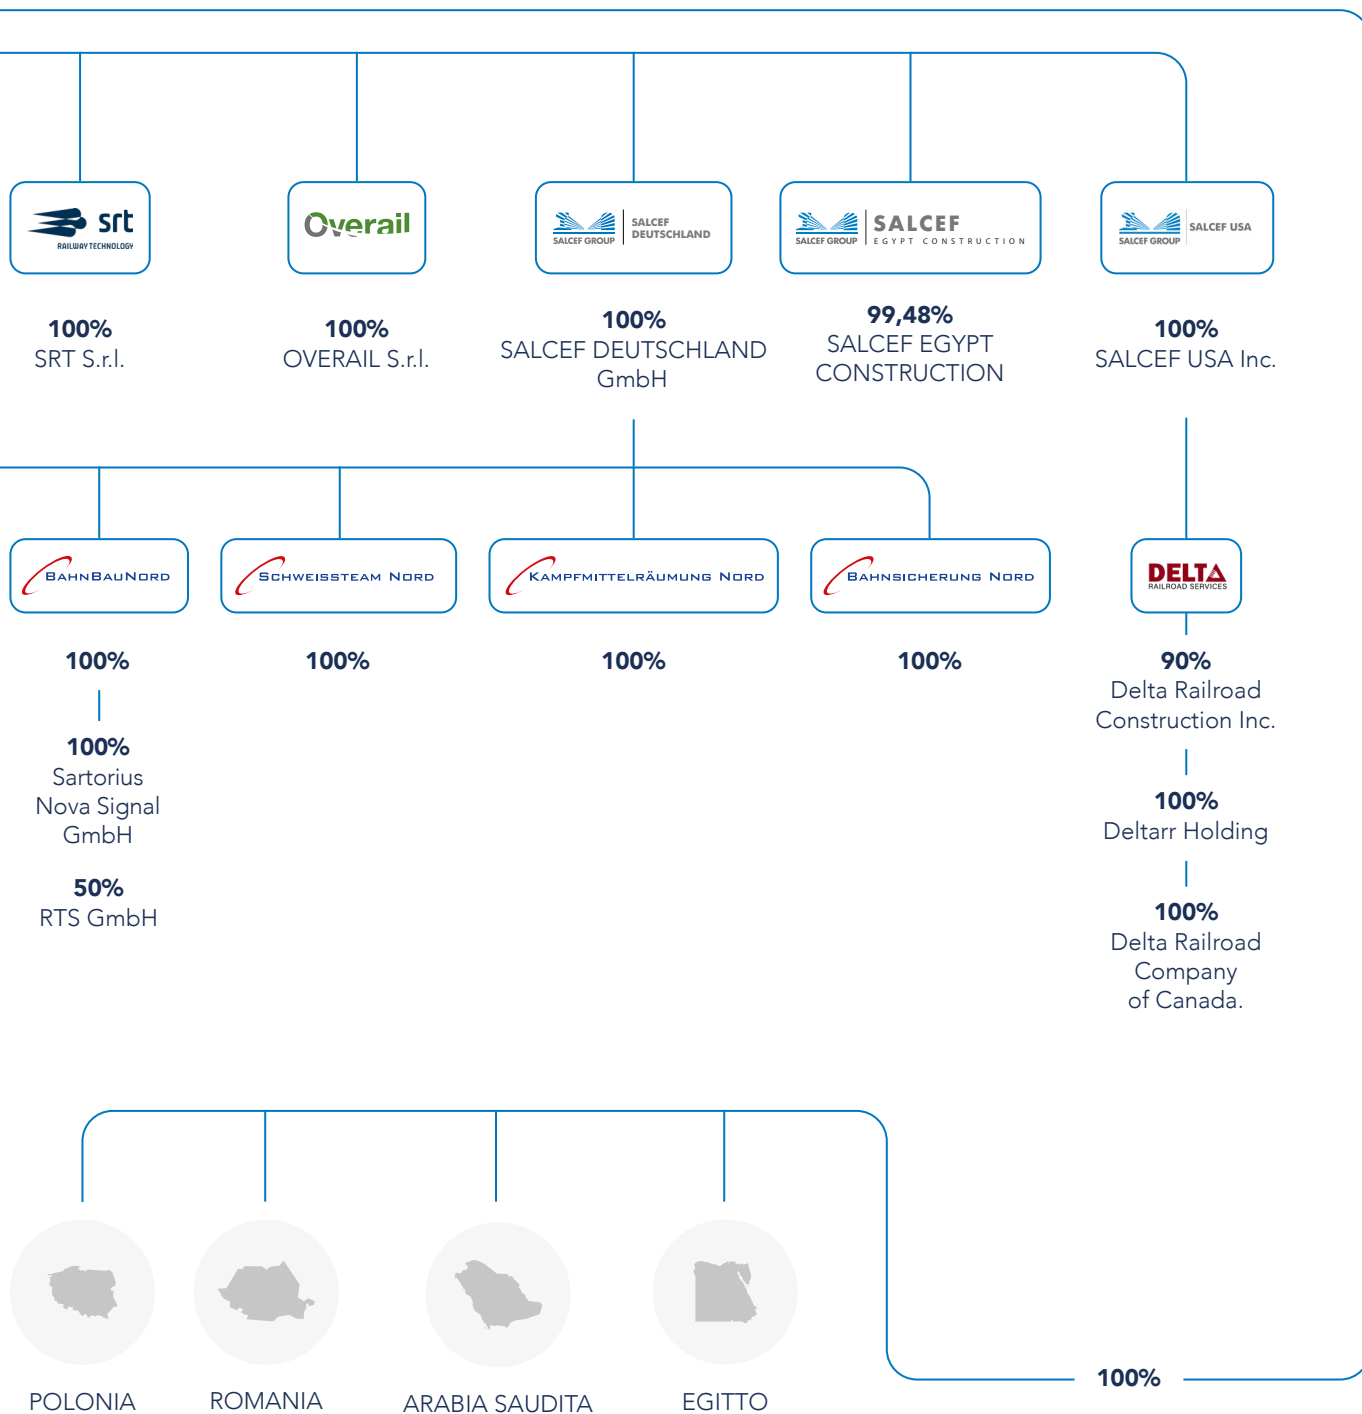 srt
RAILWAY TECHNOLOGY
Overail
SALCEF GROUP
SALCEF
DEUTSCHLAND
SALCEF GROUP
SALCEF
EGYPT CONSTRUCTION
SALCEF GROUP
SALCEF USA
100%
SRT S.r.l.
100%
OVERAIL S.r.l.
100%
SALCEF DEUTSCHLAND
GmbH
99,48%
SALCEF EGYPT
CONSTRUCTION
100%
SALCEF USA Inc.
BAHNBAUNORD
SCHWEISSTEAM NORD
KAMPFMITTELRÄUMUNG NORD
BAHNSICHERUNG NORD
DELTA
RAILROAD SERVICES
100%
100%
Sartorius
Nova Signal
GmbH
50%
RTS GmbH
100%
100%
100%
90%
Delta Railroad
Construction Inc.
100%
Deltarr Holding
100%
Delta Railroad
Company
of Canada.
POLONIA
ROMANIA
ARABIA SAUDITA
EGITTO
100%